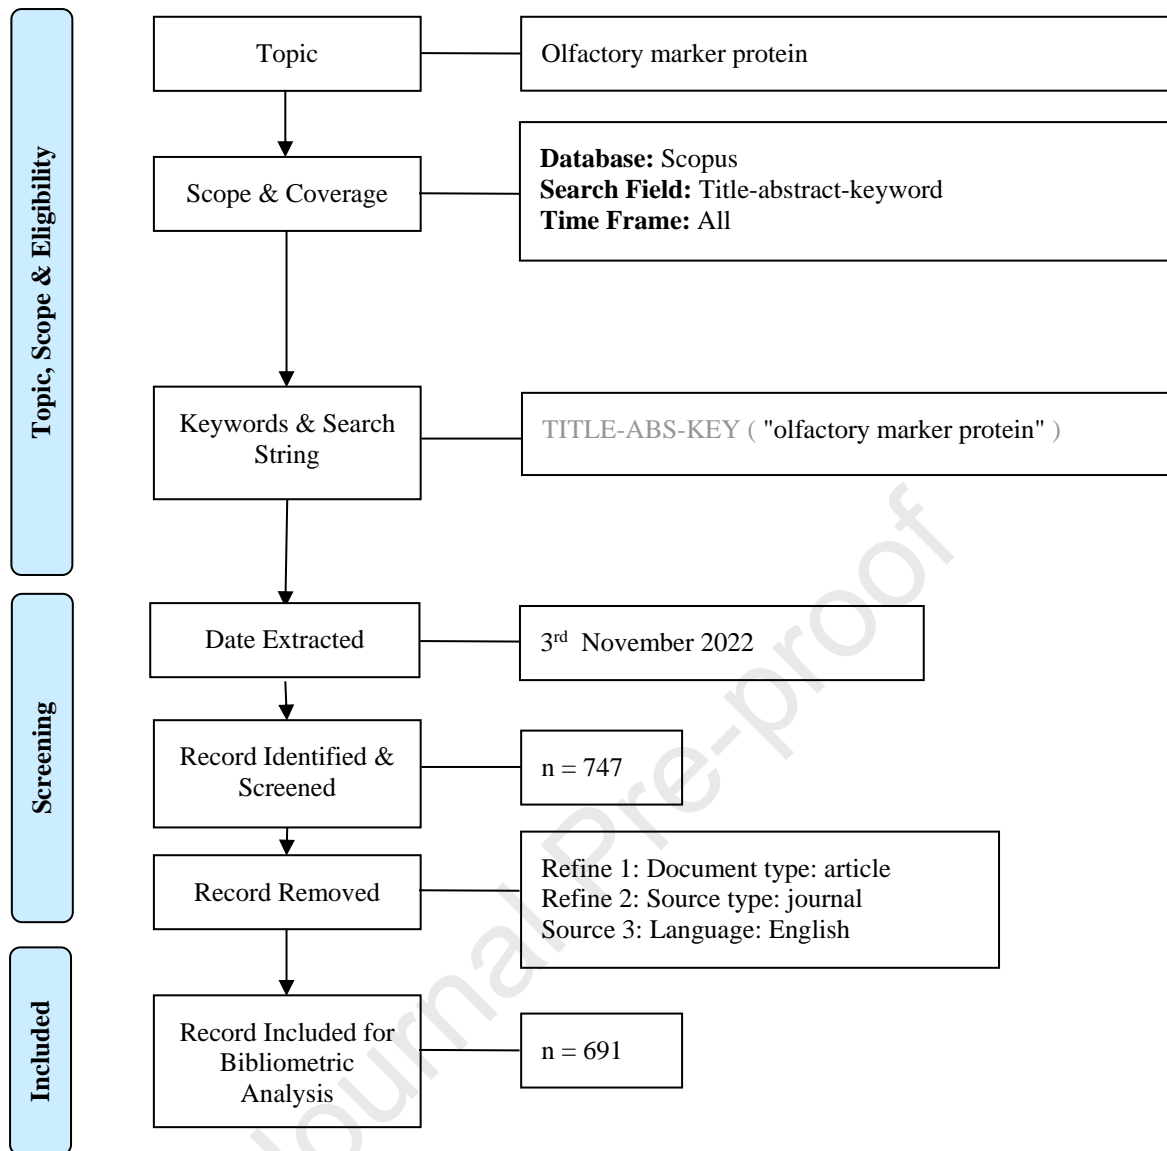 Topic, Scope & Eligibility
Topic
Olfactory marker protein
Scope & Coverage
Database: Scopus
Search Field: Title-abstract-keyword
Time Frame: All
Keywords & Search
String
TITLE-ABS-KEY ( "olfactory marker protein" )
Screening
Date Extracted
3rd November 2022
Record Identified &
Screened
n = 747
Record Removed
Refine 1: Document type: article
Refine 2: Source type: journal
Source 3: Language: English
Included
Record Included for
Bibliometric
Analysis
n = 691
Journal Pre-proof